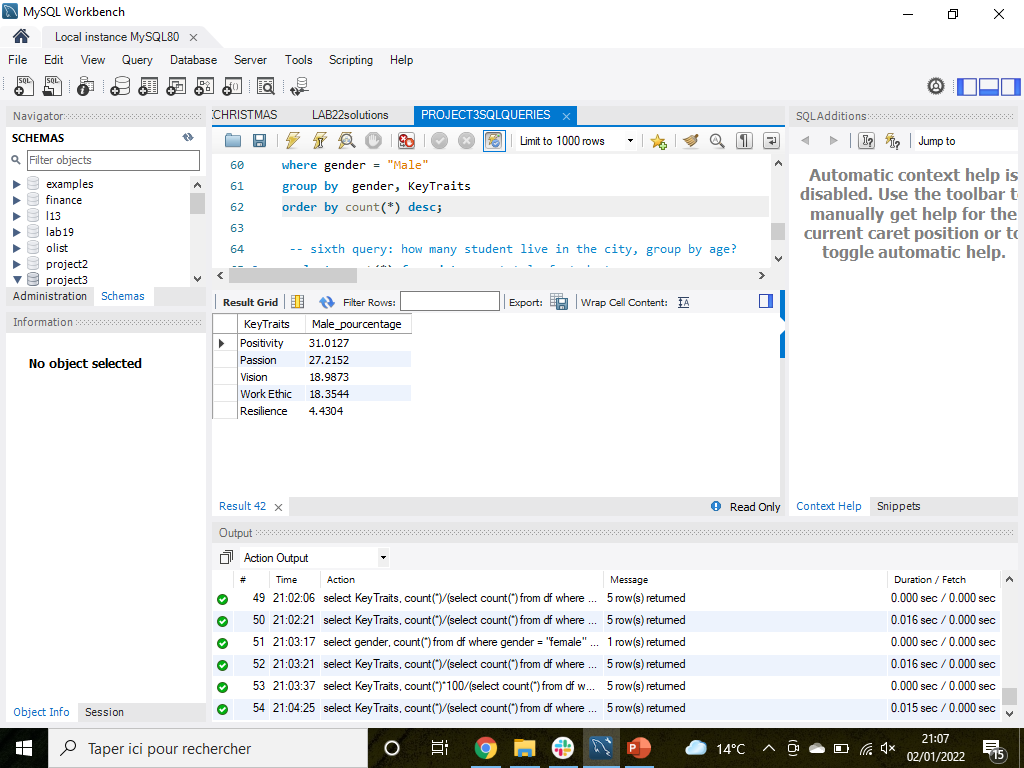 MySQL Workbench
Local instance MySQL80
File Edit View Query Database Server Tools Scripting Help
Navigator
SCHEMAS
Filter objects
examples
finance
l13
lab19
olist
project2
project3
Administration Schemas
Information
No object selected
Object Info Session
CHRISTMAS LAB22solutions PROJECT3SQLQUERIES
Limit to 1000 rows
60 where gender = "Male"
61 group by gender, KeyTraits
62 order by count(*) desc;
63
64 -- sixth query: how many student live in the city, group by age?
Result Grid Filter Rows: Export: Wrap Cell Content:
KeyTraits Male_pourcentage
Positivity 31.0127
Passion 27.2152
Vision 18.9873
Work Ethic 18.3544
Resilience 4.4304
Result 42 Read Only
SQLAdditions
Jump to
Automatic context help is
disabled. Use the toolbar t
manually get help for the
current caret position or to
toggle automatic help.
Context Help Snippets
Output
Action Output
# Time Action Message Duration / Fetch
49 21:02:06 select KeyTraits, count(*)/(select count(*) from df where ... 5 row(s) returned 0.000 sec / 0.000 sec
50 21:02:21 select KeyTraits, count(*)/(select count(*) from df where ... 5 row(s) returned 0.016 sec / 0.000 sec
51 21:03:17 select gender, count(*) from df where gender = "female" ... 1 row(s) returned 0.000 sec / 0.000 sec
52 21:03:21 select KeyTraits, count(*)/(select count(*) from df where ... 5 row(s) returned 0.016 sec / 0.000 sec
53 21:03:37 select KeyTraits, count(*)*100/(select count(*) from df w... 5 row(s) returned 0.000 sec / 0.000 sec
54 21:04:25 select KeyTraits, count(*)/(select count(*) from df where ... 5 row(s) returned 0.015 sec / 0.000 sec
Taper ici pour rechercher
14°C
21:07
02/01/2022
15